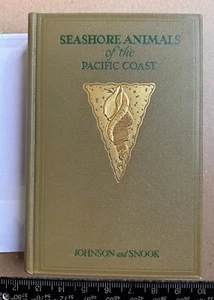 SEASHORE ANIMALS
of the
PACIFIC COAST
JOHNSON and SNOOK